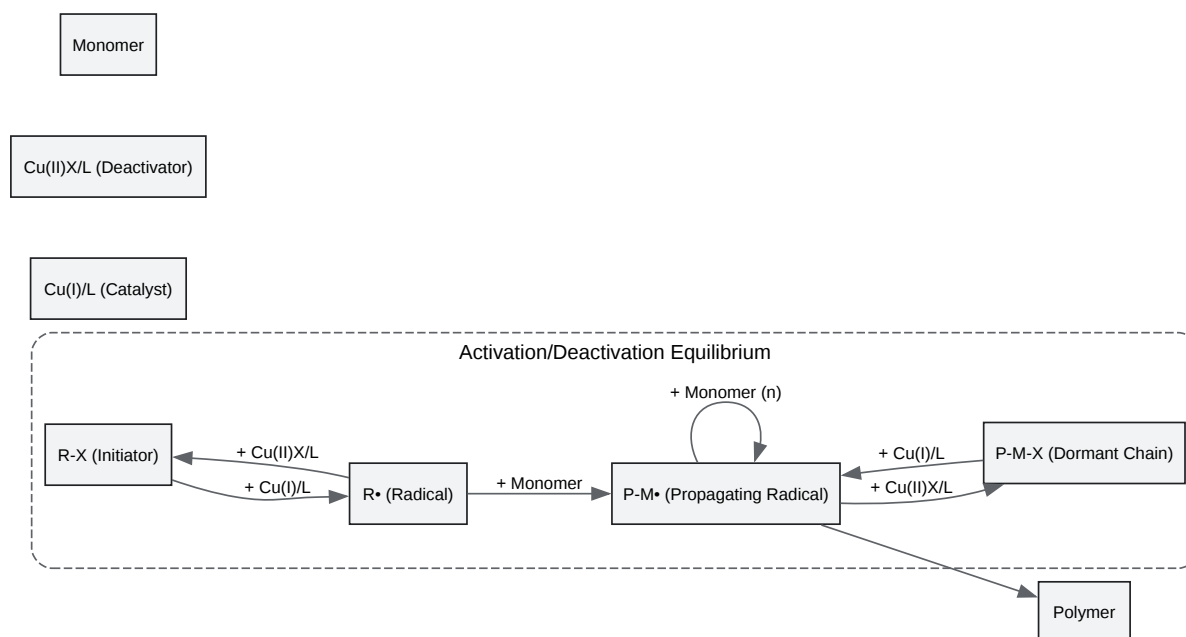 Monomer
Cu(II)X/L (Deactivator)
Cu(I)/L (Catalyst)
Activation/Deactivation Equilibrium
+ Monomer (n)
R-X (Initiator)
+ Cu(II)X/L
+ Cu(I)/L
R• (Radical)
+ Monomer
P-M• (Propagating Radical)
+ Cu(I)/L
+ Cu(II)X/L
P-M-X (Dormant Chain)
Polymer